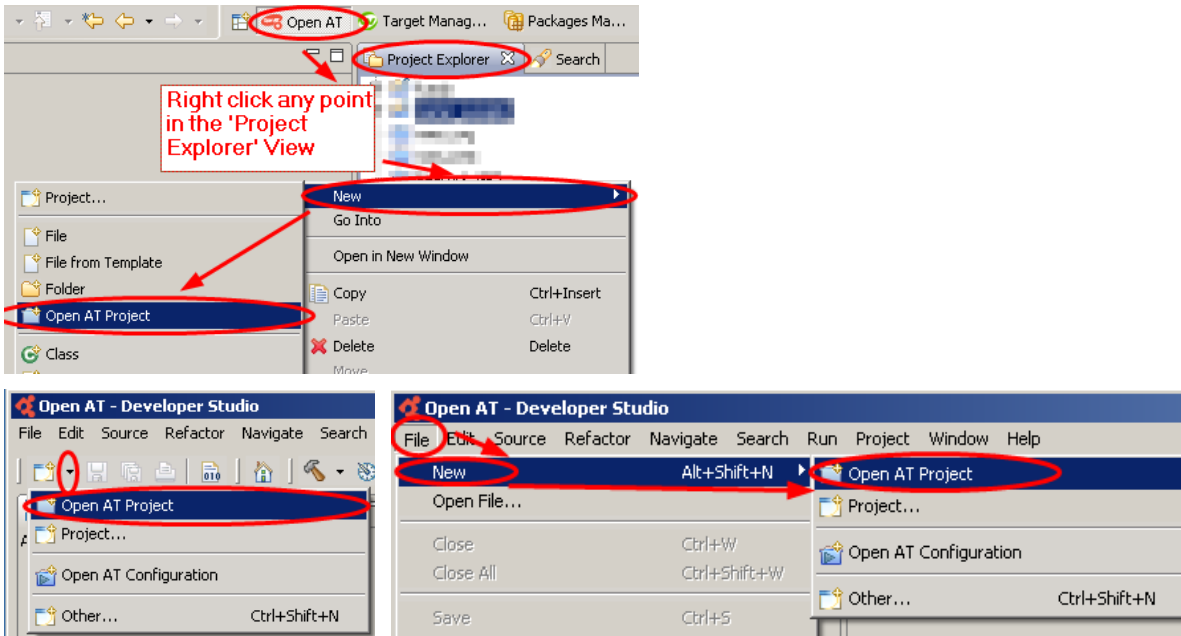 Open AT
Target Manag...
Packages Ma...
Project Explorer
Search
Right click any point
in the 'Project
Explorer' View
Project...
File
File from Template
Folder
Open AT Project
Class
New
Go Into
Open in New Window
Copy Ctrl+Insert
Paste Ctrl+V
Delete Delete
Move
Open AT - Developer Studio
File Edit Source Refactor Navigate Search
010
Open AT Project
Project...
Open AT Configuration
Other... Ctrl+Shift+N
Open AT - Developer Studio
File Edit Source Refactor Navigate Search Run Project Window Help
New Alt+Shift+N
Open File...
Close Ctrl+W
Close All Ctrl+Shift+W
Save Ctrl+S
Open AT Project
Project...
Open AT Configuration
Other... Ctrl+Shift+N